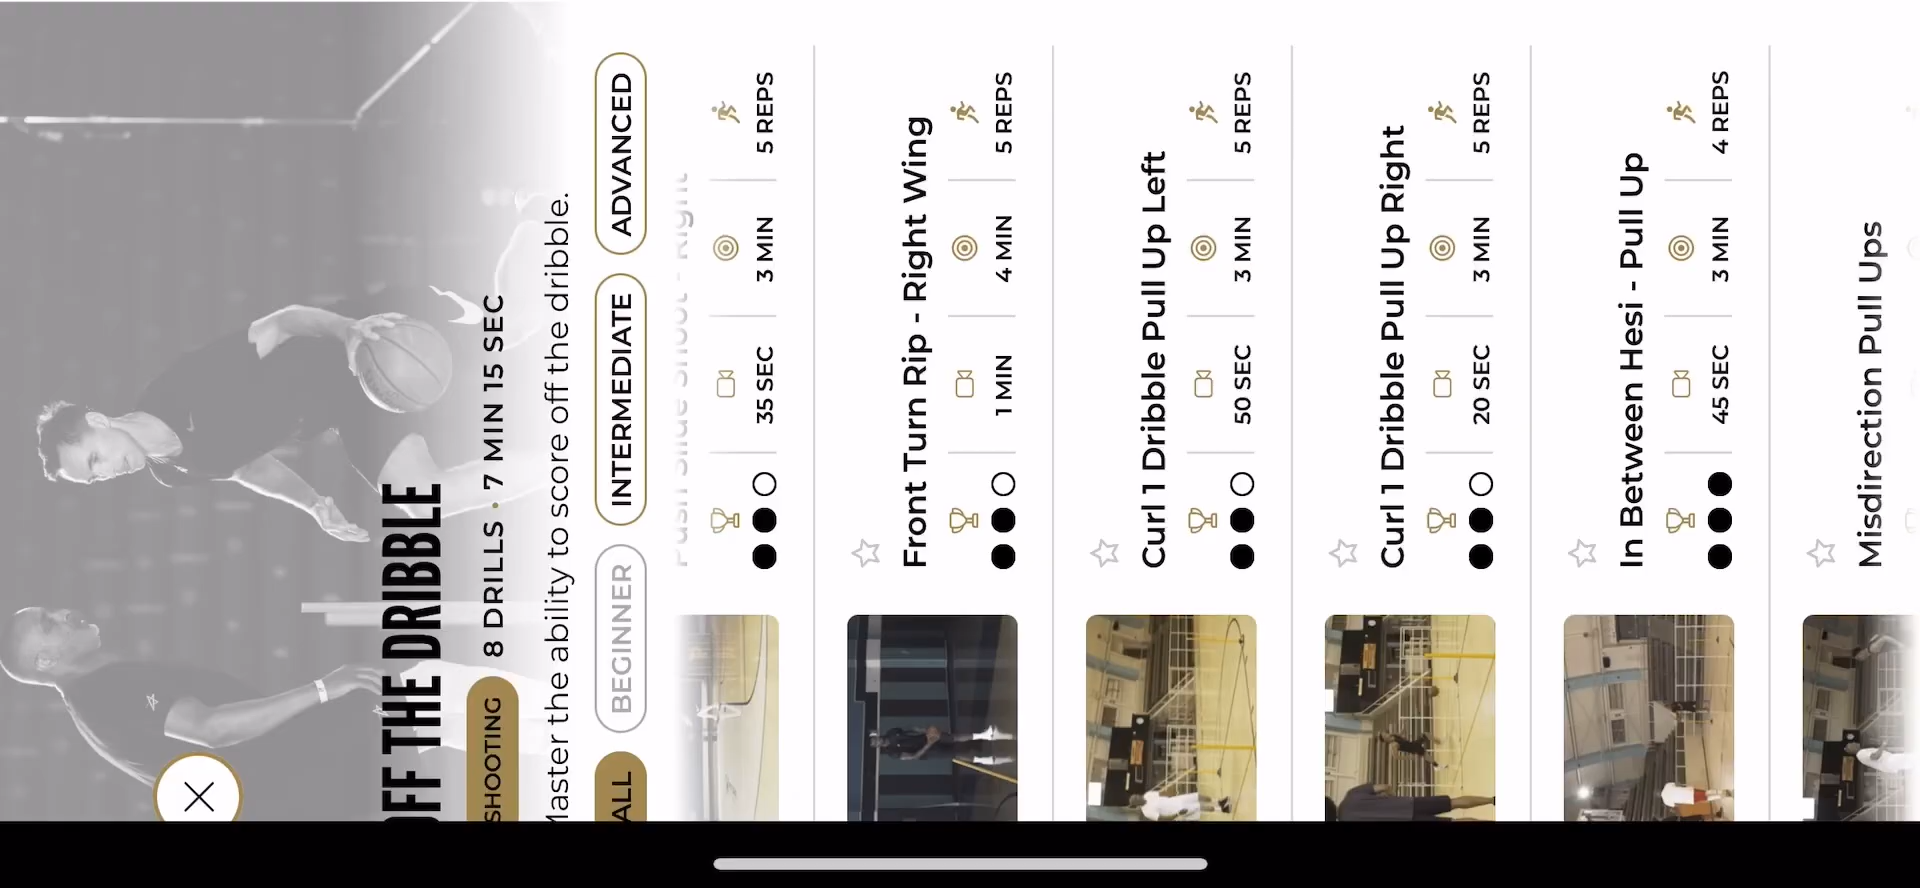 OFF THE DRIBBLE
SHOOTING 8 DRILLS • 7 MIN 15 SEC
Master the ability to score off the dribble.
ALL BEGINNER INTERMEDIATE ADVANCED
35 SEC 3 MIN 5 REPS
Front Turn Rip - Right Wing
1 MIN 4 MIN 5 REPS
Curl 1 Dribble Pull Up Left
50 SEC 3 MIN 5 REPS
Curl 1 Dribble Pull Up Right
20 SEC 3 MIN 5 REPS
In Between Hesi - Pull Up
45 SEC 3 MIN 4 REPS
Misdirection Pull Ups